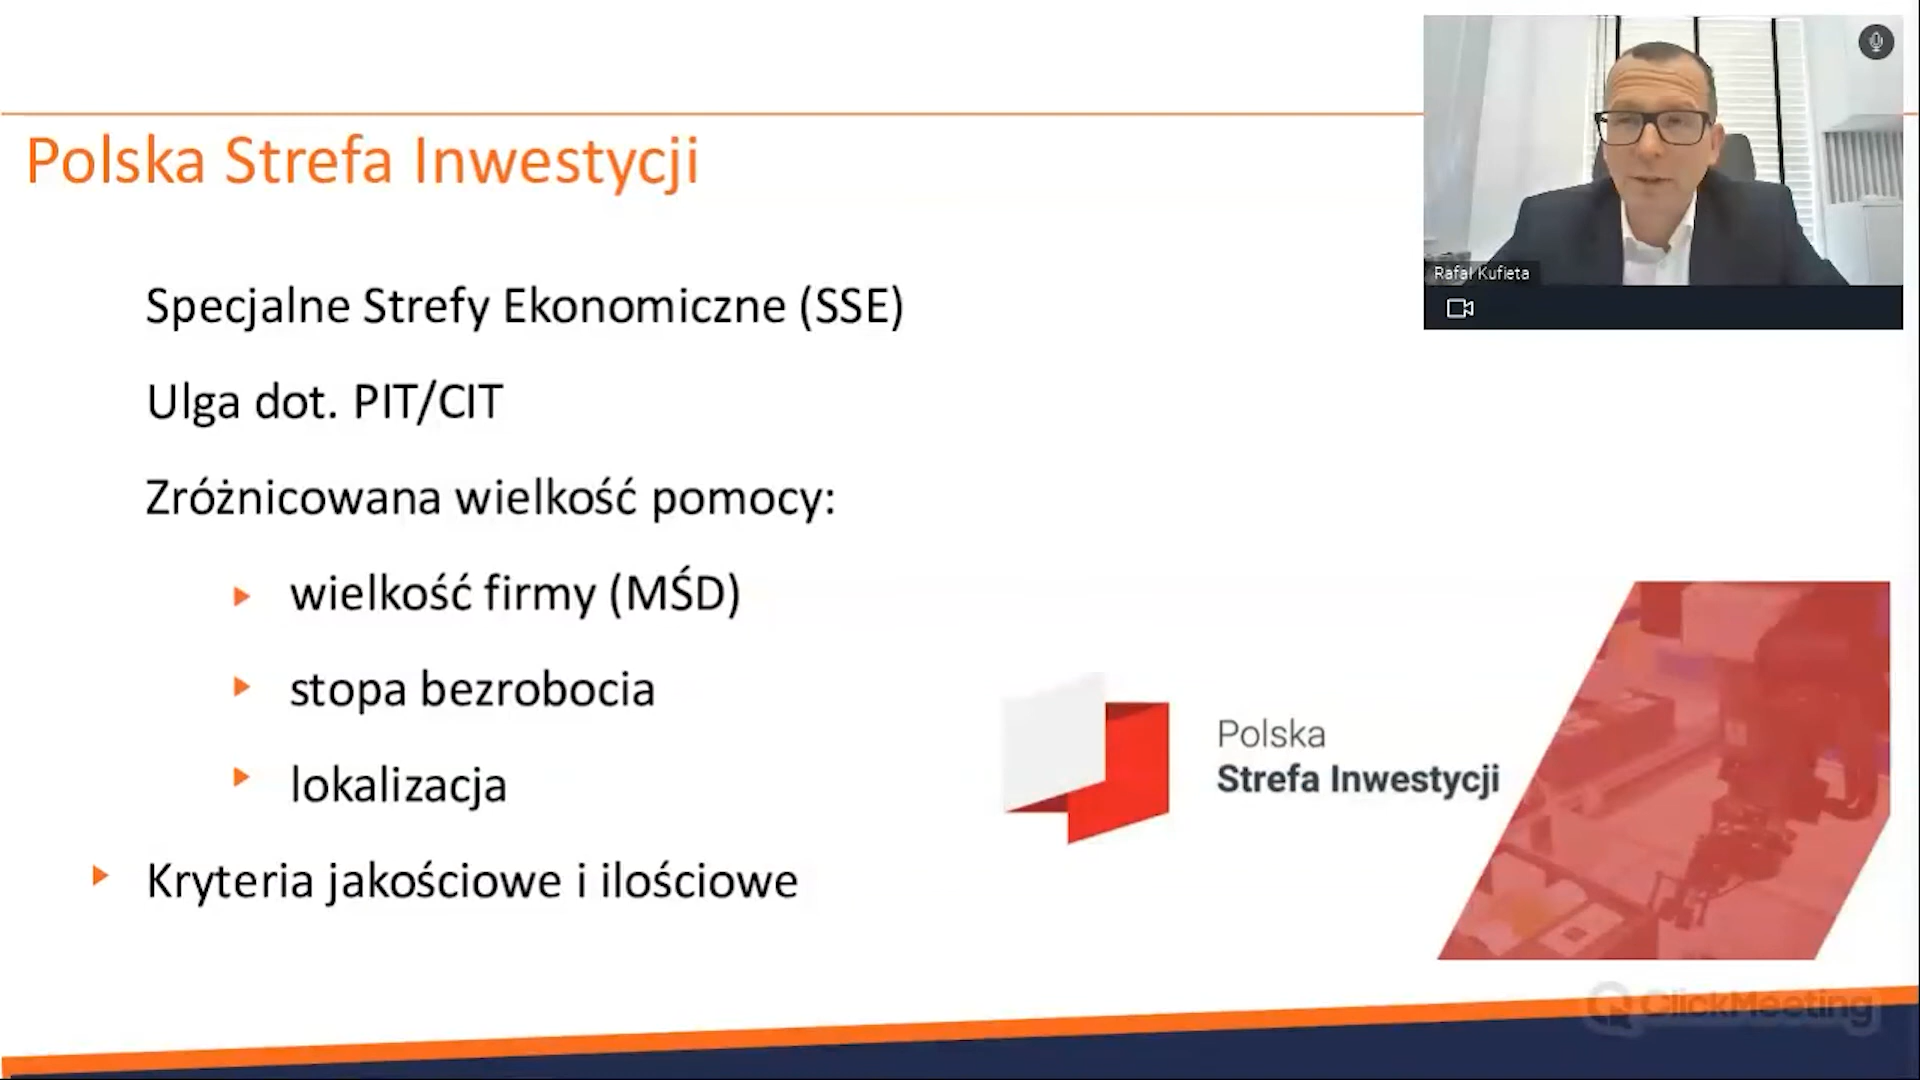 Polska Strefa Inwestycji
Specjalne Strefy Ekonomiczne (SSE)
Ulga dot. PIT/CIT
Zróżnicowana wielkość pomocy:
wielkość firmy (MŚD)
stopa bezrobocia
lokalizacja
Kryteria jakościowe i ilościowe
Rafał Kufieta
Polska
Strefa Inwestycji
ClickMeeting